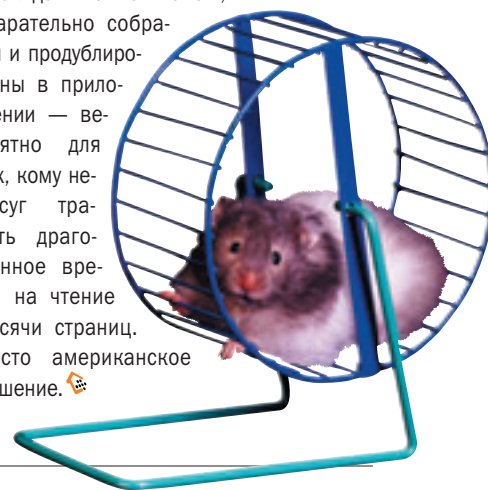 арательно собра-
и продублиро-
ны в прило-
ении — ве-
ятно для
х, кому не-
суг тра-
ть драго-
нное вре-
на чтение
сячи страниц.
сто американское
шение.